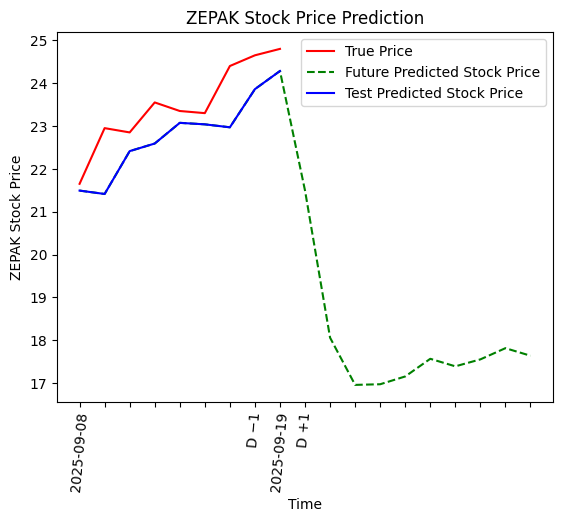 ZEPAK Stock Price Prediction
25
24
23
22
21
20
19
18
17
ZEPAK Stock Price
True Price
Future Predicted Stock Price
Test Predicted Stock Price
2025-09-08
D −1
2025-09-19
D +1
Time